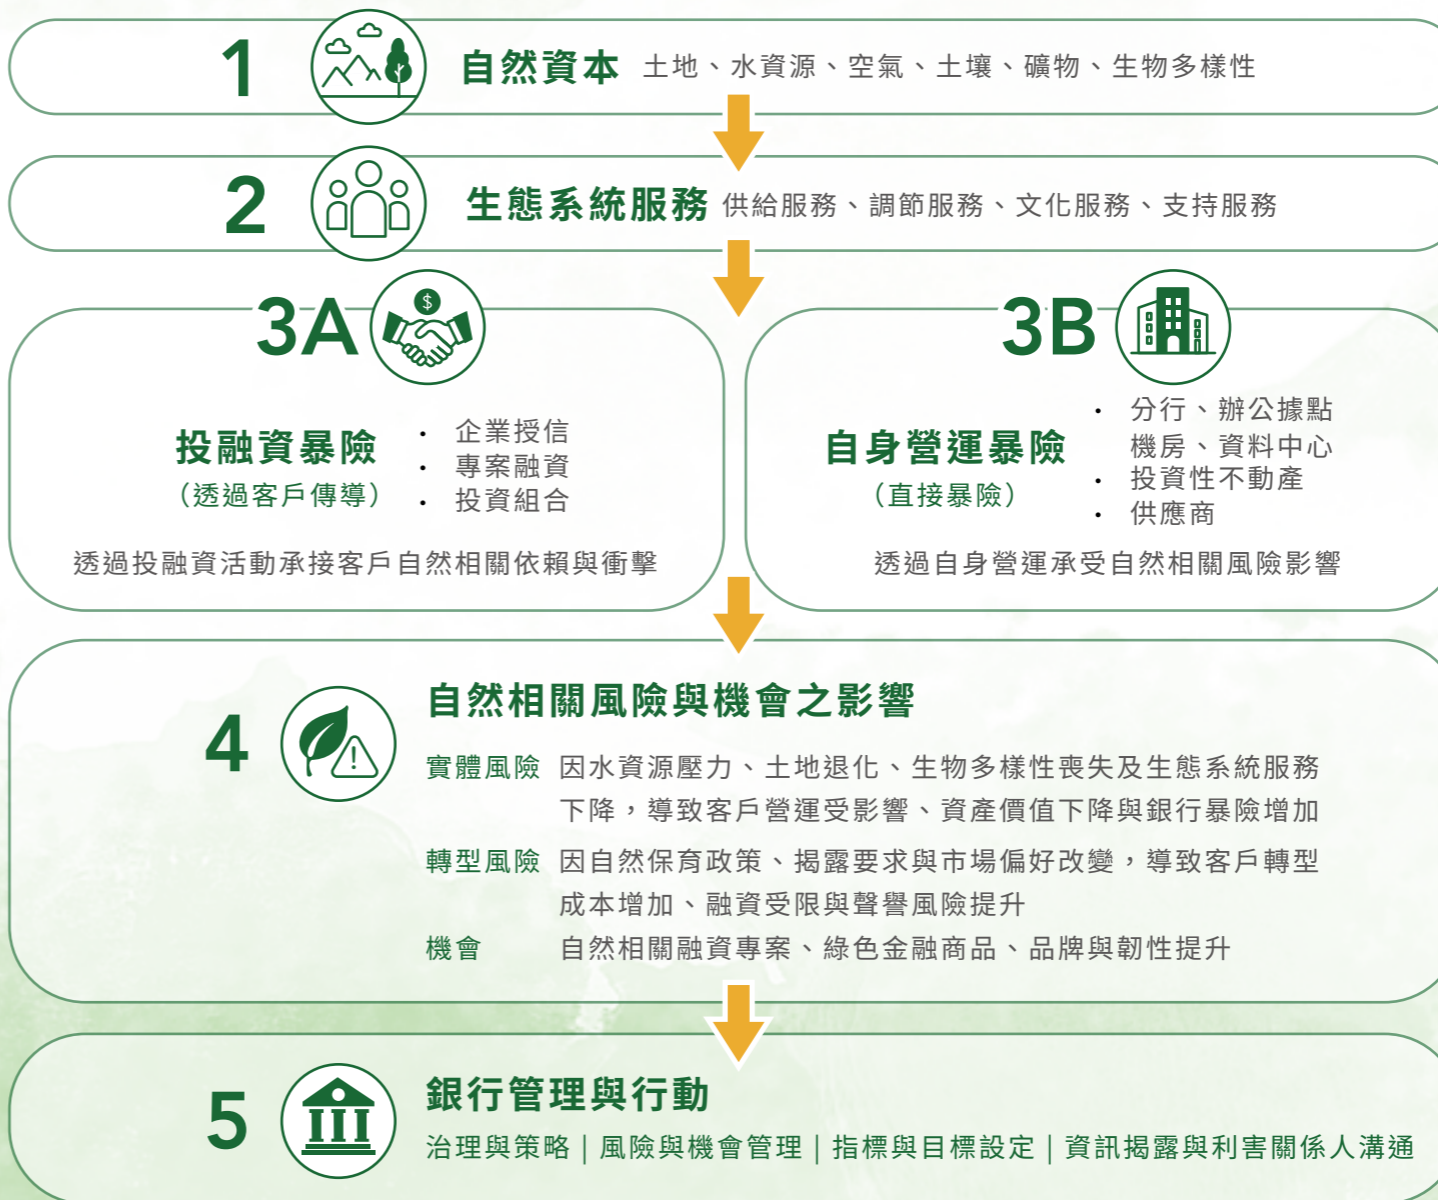 1
自然資本 土地、水資源、空氣、土壤、礦物、生物多樣性
2
生態系統服務 供給服務、調節服務、文化服務、支持服務
3A
$
投融資暴險
（透過客戶傳導）
• 企業授信
• 專案融資
• 投資組合
透過投融資活動承接客戶自然相關依賴與衝擊
3B
自身營運暴險
（直接暴險）
• 分行、辦公據點
機房、資料中心
• 投資性不動產
• 供應商
透過自身營運承受自然相關風險影響
4
自然相關風險與機會之影響
實體風險 因水資源壓力、土地退化、生物多樣性喪失及生態系統服務
下降，導致客戶營運受影響、資產價值下降與銀行暴險增加
轉型風險 因自然保育政策、揭露要求與市場偏好改變，導致客戶轉型
成本增加、融資受限與聲譽風險提升
機會 自然相關融資專案、綠色金融商品、品牌與韌性提升
5
銀行管理與行動
治理與策略｜風險與機會管理｜指標與目標設定｜資訊揭露與利害關係人溝通